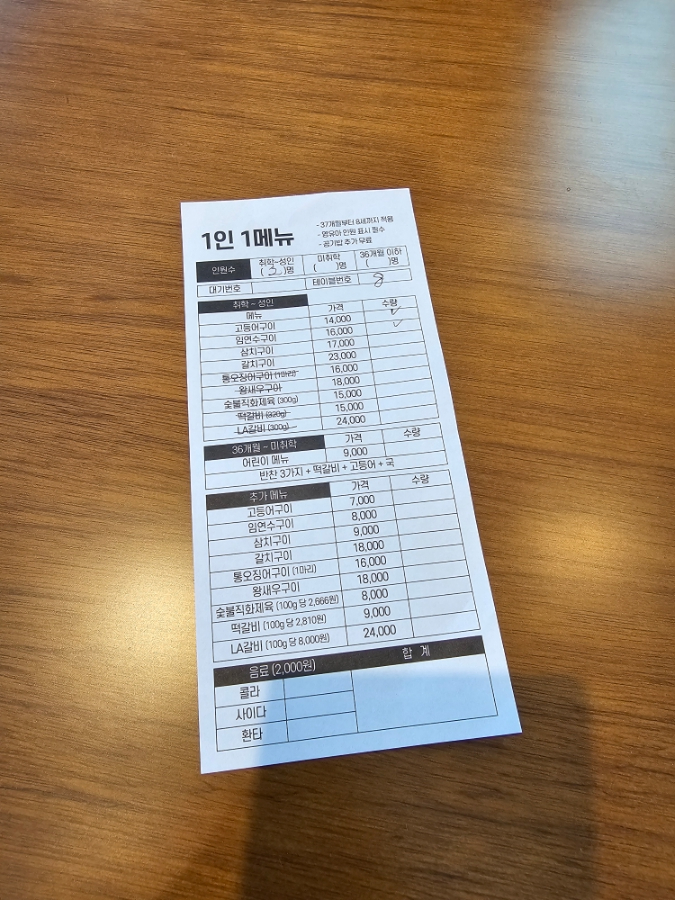 1인 1메뉴
- 37개월부터 8세까지 적용
- 영유아 인원 표시 필수
- 공기밥 추가 무료
인원수 취학~성인 ( 2 )명 미취학 ( )명 36개월 이하 ( )명
대기번호 테이블번호 8
취학 ~ 성인
메뉴 가격 수량
고등어구이 14,000 ✓
임연수구이 16,000 ✓
삼치구이 17,000
갈치구이 23,000
통오징어구이 (1마리) 16,000
왕새우구이 18,000
숯불직화제육 (300g) 15,000
떡갈비 (320g) 15,000
LA갈비 (300g) 24,000
36개월 ~ 미취학 가격 수량
어린이 메뉴 9,000
반찬 3가지 + 떡갈비 + 고등어 + 국
추가 메뉴 가격 수량
고등어구이 7,000
임연수구이 8,000
삼치구이 9,000
갈치구이 18,000
통오징어구이 (1마리) 16,000
왕새우구이 18,000
숯불직화제육 (100g 당 2,666원) 8,000
떡갈비 (100g 당 2,810원) 9,000
LA갈비 (100g 당 8,000원) 24,000
음료 (2,000원) 합 계
콜라
사이다
환타